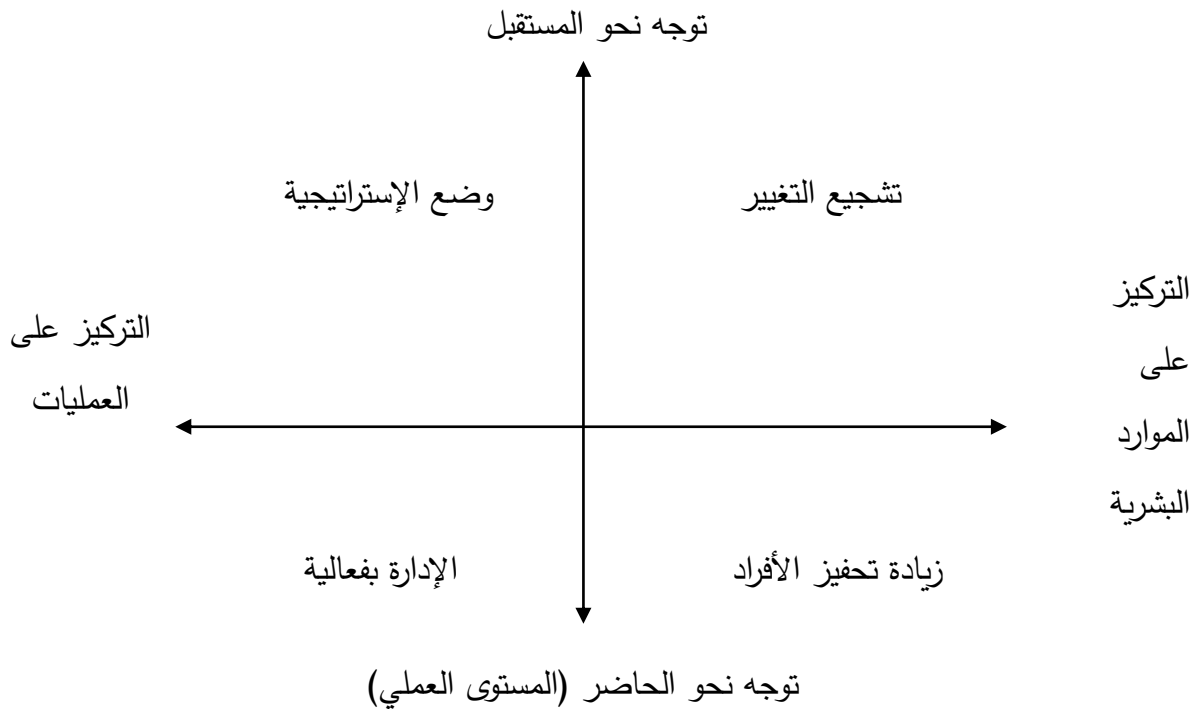 توجه نحو المستقبل
تشجيع التغيير
وضع الإستراتيجية
التركيز
على
الموارد
البشرية
التركيز على
العمليات
زيادة تحفيز الأفراد
الإدارة بفعالية
توجه نحو الحاضر (المستوى العملي)